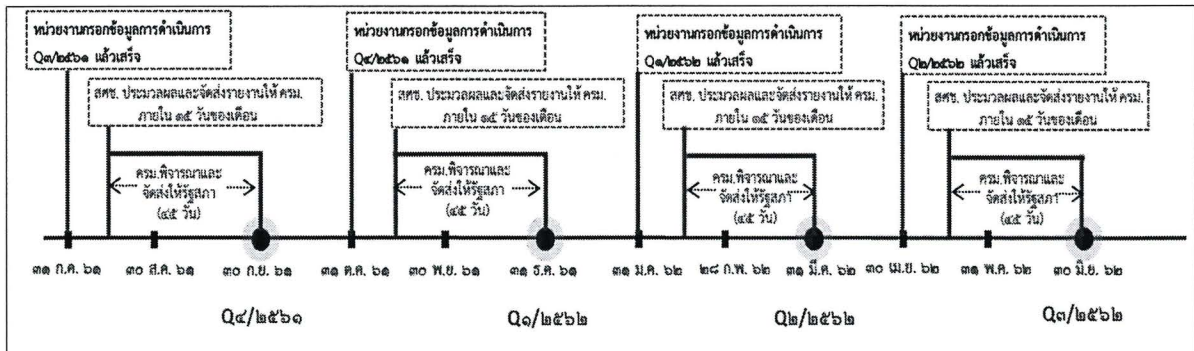 หน่วยงานกรอกข้อมูลการดำเนินการ
Q๓/๒๕๖๑ แล้วเสร็จ
หน่วยงานกรอกข้อมูลการดำเนินการ
Q๔/๒๕๖๑ แล้วเสร็จ
หน่วยงานกรอกข้อมูลการดำเนินการ
Q๑/๒๕๖๒ แล้วเสร็จ
หน่วยงานกรอกข้อมูลการดำเนินการ
Q๒/๒๕๖๒ แล้วเสร็จ
สศช. ประมวลผลและจัดส่งรายงานให้ ครม.
ภายใน ๑๕ วันของเดือน
สศช. ประมวลผลและจัดส่งรายงานให้ ครม.
ภายใน ๑๕ วันของเดือน
สศช. ประมวลผลและจัดส่งรายงานให้ ครม.
ภายใน ๑๕ วันของเดือน
สศช. ประมวลผลและจัดส่งรายงานให้ ครม.
ภายใน ๑๕ วันของเดือน
ครม.พิจารณาและ
จัดส่งให้รัฐสภา
(๔๕ วัน)
ครม.พิจารณาและ
จัดส่งให้รัฐสภา
(๔๕ วัน)
ครม.พิจารณาและ
จัดส่งให้รัฐสภา
(๔๕ วัน)
ครม.พิจารณาและ
จัดส่งให้รัฐสภา
(๔๕ วัน)
๓๑ ก.ค. ๖๑ ๓๐ ส.ค. ๖๑ ๓๐ ก.ย. ๖๑ ๓๑ ต.ค. ๖๑ ๓๐ พ.ย. ๖๑ ๓๑ ธ.ค. ๖๑ ๓๑ ม.ค. ๖๒ ๒๘ ก.พ. ๖๒ ๓๑ มี.ค. ๖๒ ๓๐ เม.ย. ๖๒ ๓๑ พ.ค. ๖๒ ๓๐ มิ.ย. ๖๒
Q๔/๒๕๖๑ Q๑/๒๕๖๒ Q๒/๒๕๖๒ Q๓/๒๕๖๒